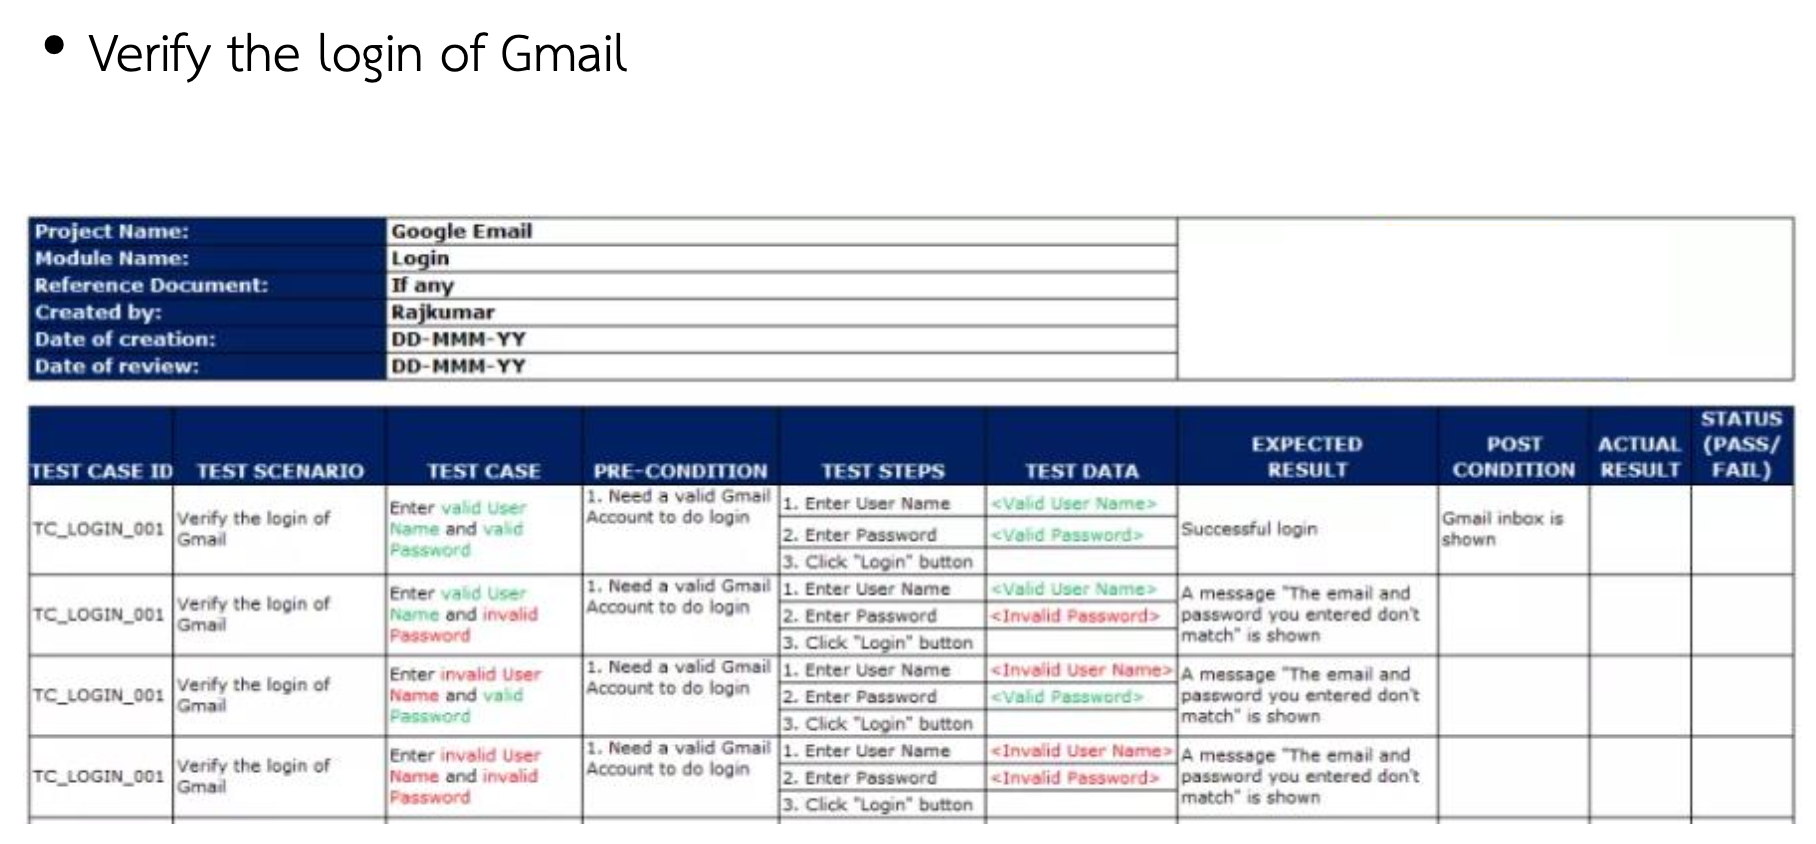 • Verify the login of Gmail
Project Name: Google Email
Module Name: Login
Reference Document: If any
Created by: Rajkumar
Date of creation: DD-MMM-YY
Date of review: DD-MMM-YY
TEST CASE ID
TEST SCENARIO
TEST CASE
PRE-CONDITION
TEST STEPS
TEST DATA
EXPECTED
RESULT
POST
CONDITION
ACTUAL
RESULT
STATUS
(PASS/
FAIL)
TC_LOGIN_001
Verify the login of
Gmail
Enter valid User
Name and valid
Password
1. Need a valid Gmail
Account to do login
1. Enter User Name
<Valid User Name>
2. Enter Password
<Valid Password>
3. Click "Login" button
Successful login
Gmail inbox is
shown
TC_LOGIN_001
Verify the login of
Gmail
Enter valid User
Name and invalid
Password
1. Need a valid Gmail
Account to do login
1. Enter User Name
<Valid User Name>
2. Enter Password
<Invalid Password>
3. Click "Login" button
A message "The email and
password you entered don't
match" is shown
TC_LOGIN_001
Verify the login of
Gmail
Enter invalid User
Name and valid
Password
1. Need a valid Gmail
Account to do login
1. Enter User Name
<Invalid User Name>
2. Enter Password
<Valid Password>
3. Click "Login" button
A message "The email and
password you entered don't
match" is shown
TC_LOGIN_001
Verify the login of
Gmail
Enter invalid User
Name and invalid
Password
1. Need a valid Gmail
Account to do login
1. Enter User Name
<Invalid User Name>
2. Enter Password
<Invalid Password>
3. Click "Login" button
A message "The email and
password you entered don't
match" is shown